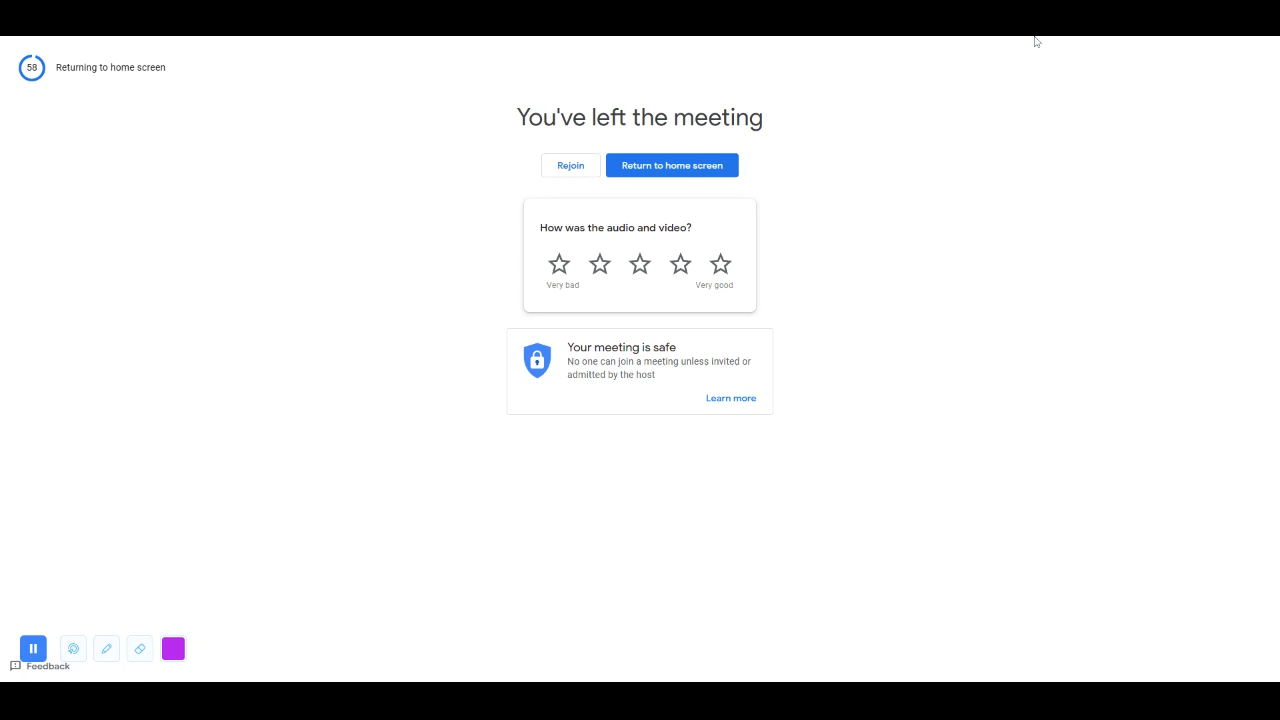 58 Returning to home screen
You've left the meeting
Rejoin Return to home screen
How was the audio and video?
Very bad Very good
Your meeting is safe
No one can join a meeting unless invited or
admitted by the host
Learn more
Feedback